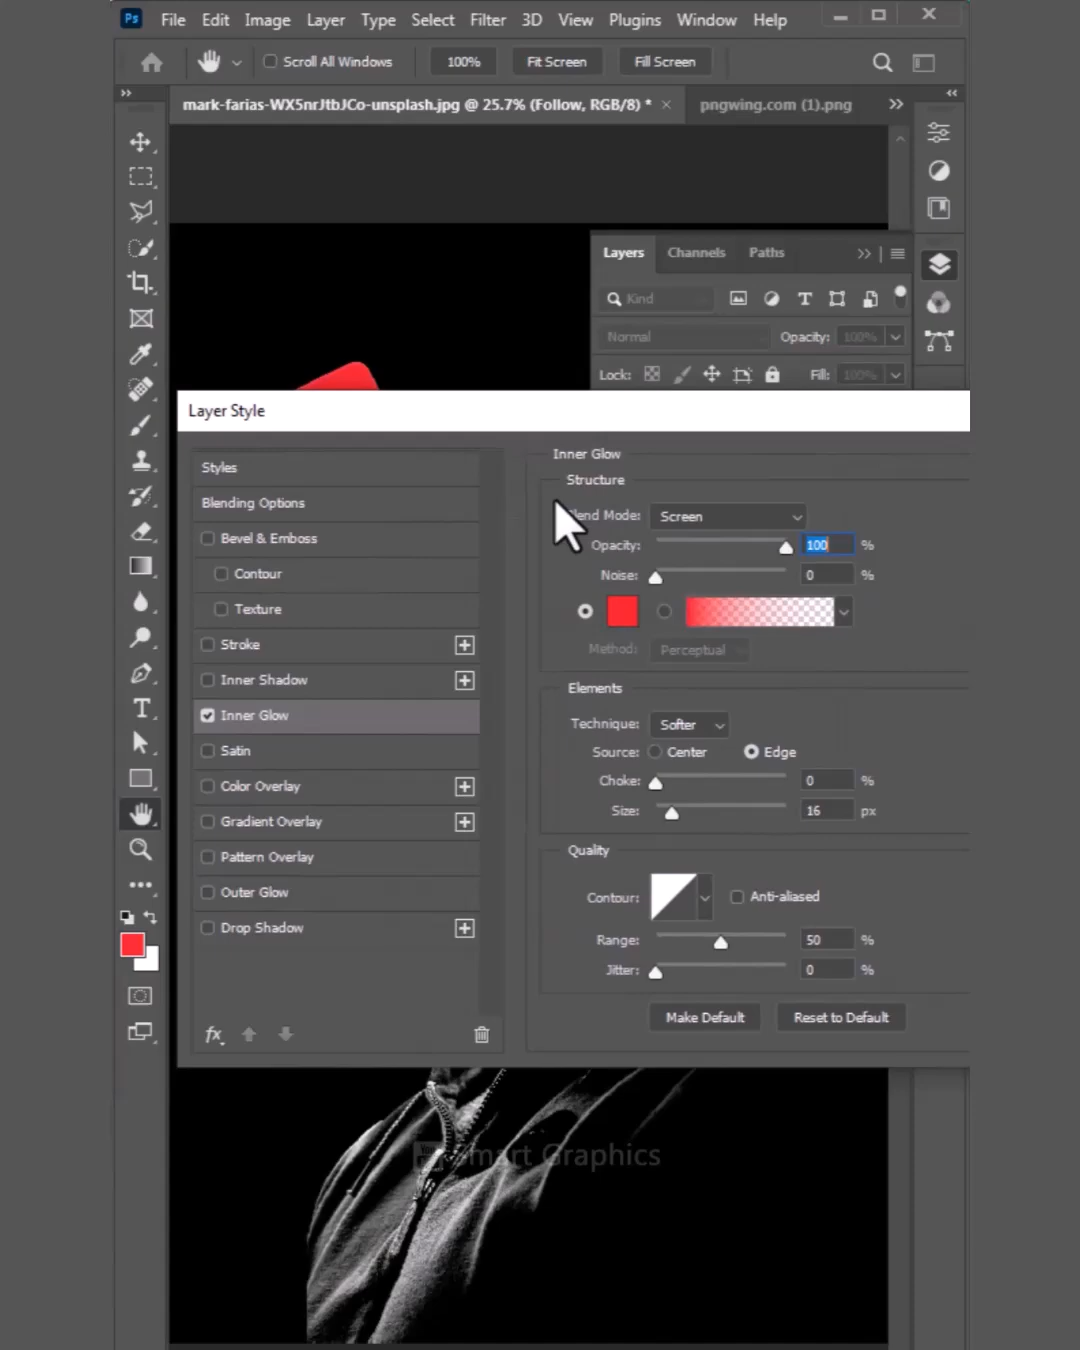 Ps File Edit Image Layer Type Select Filter 3D View Plugins Window Help
Scroll All Windows 100% Fit Screen Fill Screen
mark-farias-WX5nrJtbJCo-unsplash.jpg @ 25.7% (Follow, RGB/8) * × pngwing.com (1).png
Layers Channels Paths
Kind
Normal Opacity: 100%
Lock: Fill: 100%
Layer Style
Styles
Blending Options
Bevel & Emboss
Contour
Texture
Stroke
Inner Shadow
Inner Glow
Satin
Color Overlay
Gradient Overlay
Pattern Overlay
Outer Glow
Drop Shadow
fx
Inner Glow
Structure
lend Mode: Screen
Opacity: 100 %
Noise: 0 %
Method: Perceptual
Elements
Technique: Softer
Source: Center Edge
Choke: 0 %
Size: 16 px
Quality
Contour: Anti-aliased
Range: 50 %
Jitter: 0 %
Make Default Reset to Default
Smart Graphics